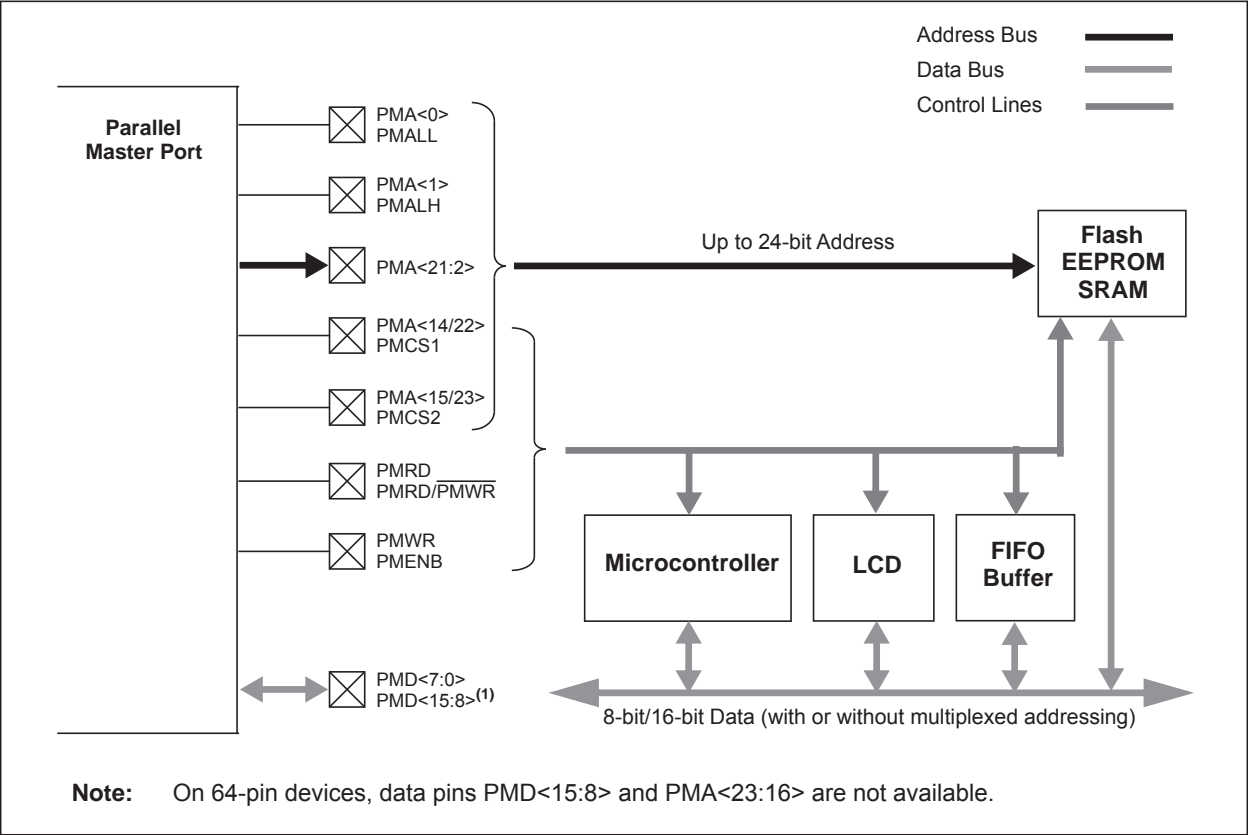 Address Bus
Data Bus
Control Lines
Parallel
Master Port
PMA<0>
PMALL
PMA<1>
PMALH
PMA<21:2>
PMA<14/22>
PMCS1
PMA<15/23>
PMCS2
PMRD
PMRD/PMWR
PMWR
PMENB
PMD<7:0>
PMD<15:8>(1)
Up to 24-bit Address
Flash
EEPROM
SRAM
Microcontroller
LCD
FIFO
Buffer
8-bit/16-bit Data (with or without multiplexed addressing)
Note: On 64-pin devices, data pins PMD<15:8> and PMA<23:16> are not available.